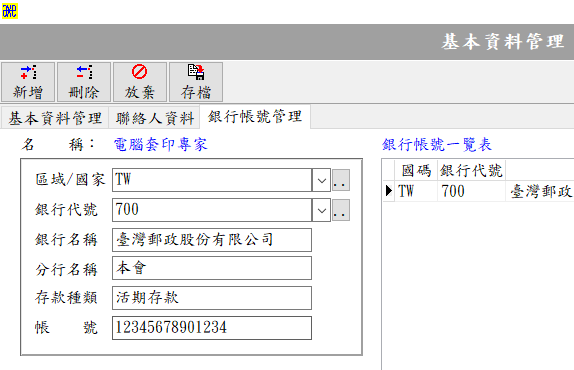 基本資料管理
新增 刪除 放棄 存檔
基本資料管理 聯絡人資料 銀行帳號管理
名 稱： 電腦套印專家
區域/國家 TW ..
銀行代號 700 ..
銀行名稱 臺灣郵政股份有限公司
分行名稱 本會
存款種類 活期存款
帳 號 12345678901234
銀行帳號一覽表
國碼 銀行代號
TW 700 臺灣郵政